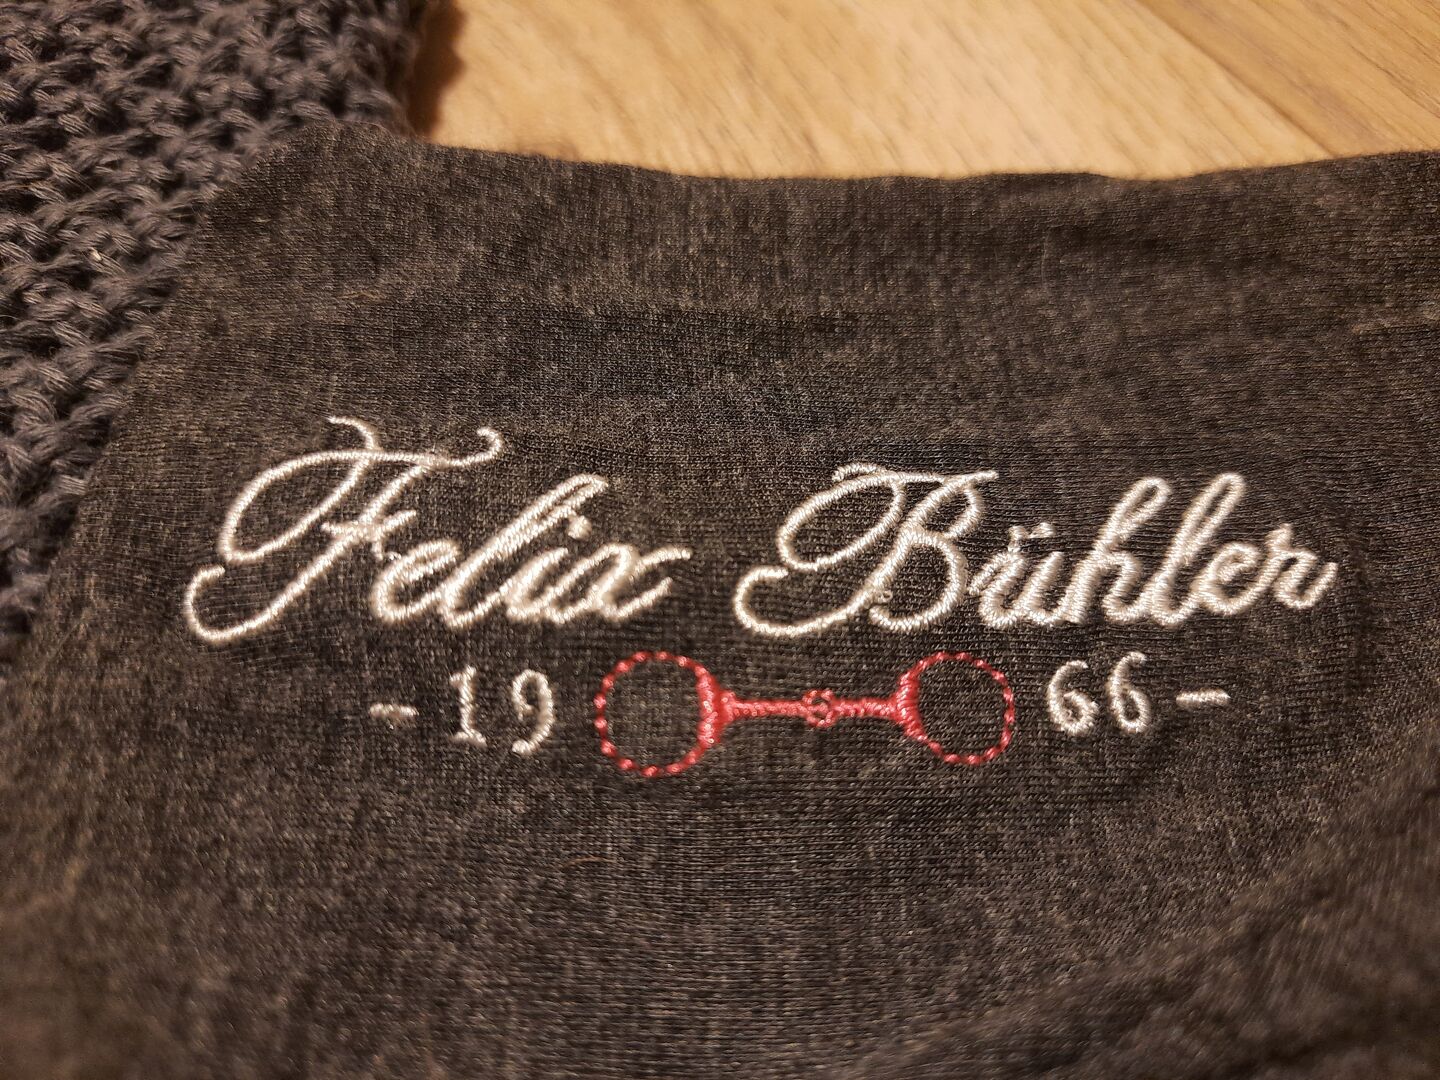 Felix Bühler
- 19 66 -